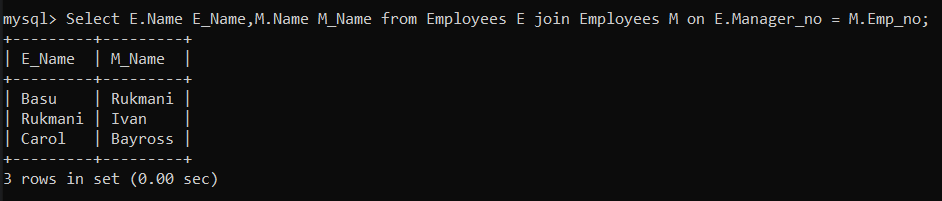 mysql> Select E.Name E_Name,M.Name M_Name from Employees E join Employees M on E.Manager_no = M.Emp_no;
+---------+---------+
| E_Name  | M_Name  |
+---------+---------+
| Basu    | Rukmani |
| Rukmani | Ivan    |
| Carol   | Bayross |
+---------+---------+
3 rows in set (0.00 sec)